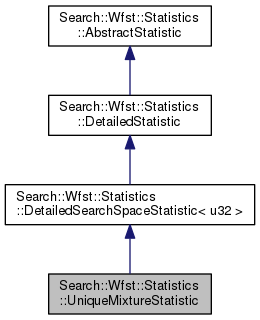 Search::Wfst::Statistics
::AbstractStatistic
Search::Wfst::Statistics
::DetailedStatistic
Search::Wfst::Statistics
::DetailedSearchSpaceStatistic< u32 >
Search::Wfst::Statistics
::UniqueMixtureStatistic